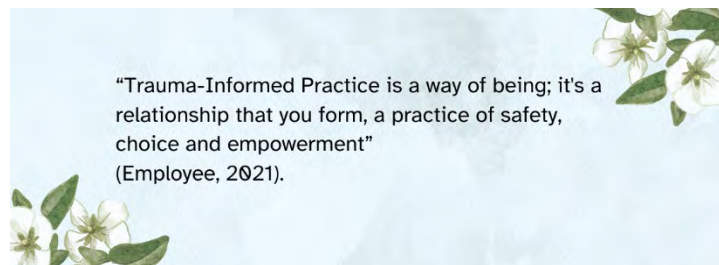 “Trauma-Informed Practice is a way of being; it's a
relationship that you form, a practice of safety,
choice and empowerment”
(Employee, 2021).